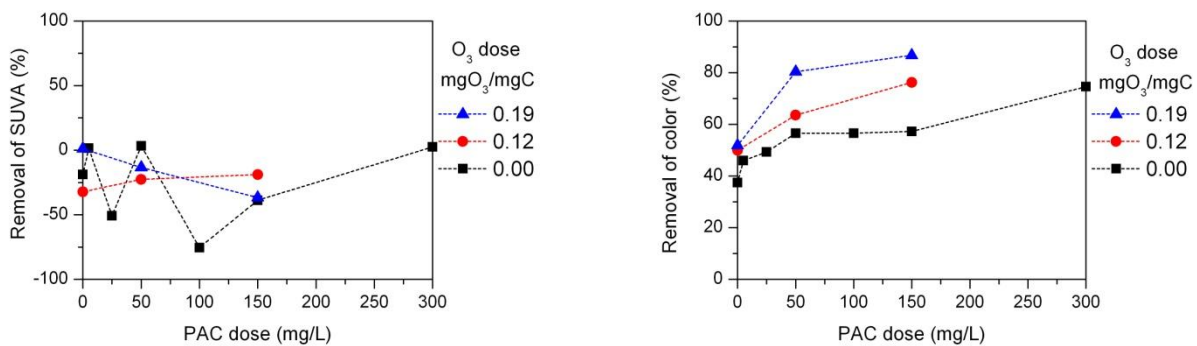 Removal of SUVA (%)
100
50
0
-50
-100
0 50 100 150 200 250 300
PAC dose (mg/L)
O₃ dose
mgO₃/mgC
0.19
0.12
0.00
Removal of color (%)
100
80
60
40
20
0
0 50 100 150 200 250 300
PAC dose (mg/L)
O₃ dose
mgO₃/mgC
0.19
0.12
0.00